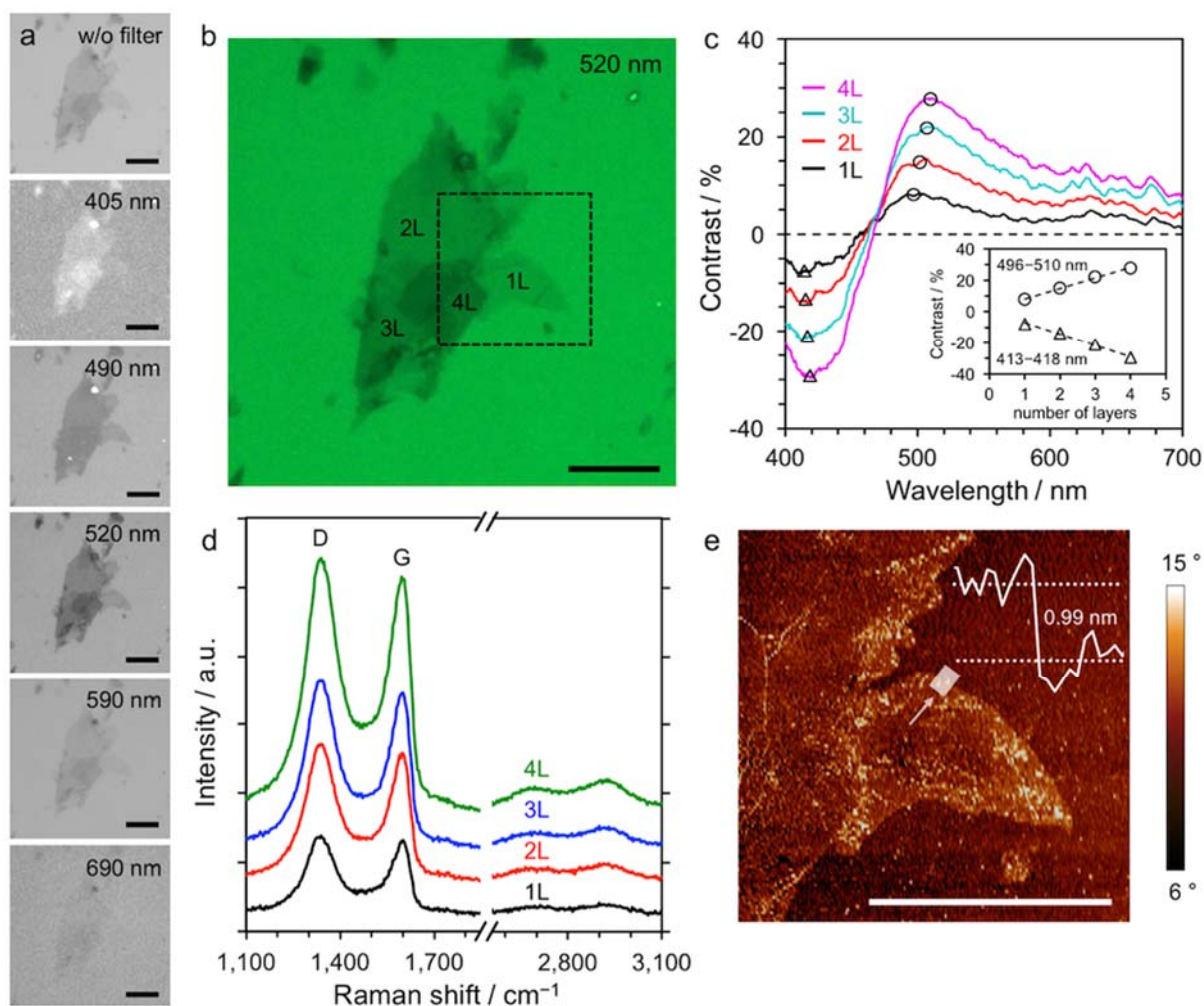 a
w/o filter
405 nm
490 nm
520 nm
590 nm
690 nm
b
520 nm
2L
1L
4L
3L
c
40
20
0
-20
-40
4L
3L
2L
1L
Contrast / %
400 500 600 700
Wavelength / nm
40
20
0
-20
-40
496−510 nm
413−418 nm
Contrast / %
0 1 2 3 4 5
number of layers
d
D
G
4L
3L
2L
1L
Intensity / a.u.
1,100 1,400 1,700 2,800 3,100
Raman shift / cm⁻¹
e
0.99 nm
15 °
6 °